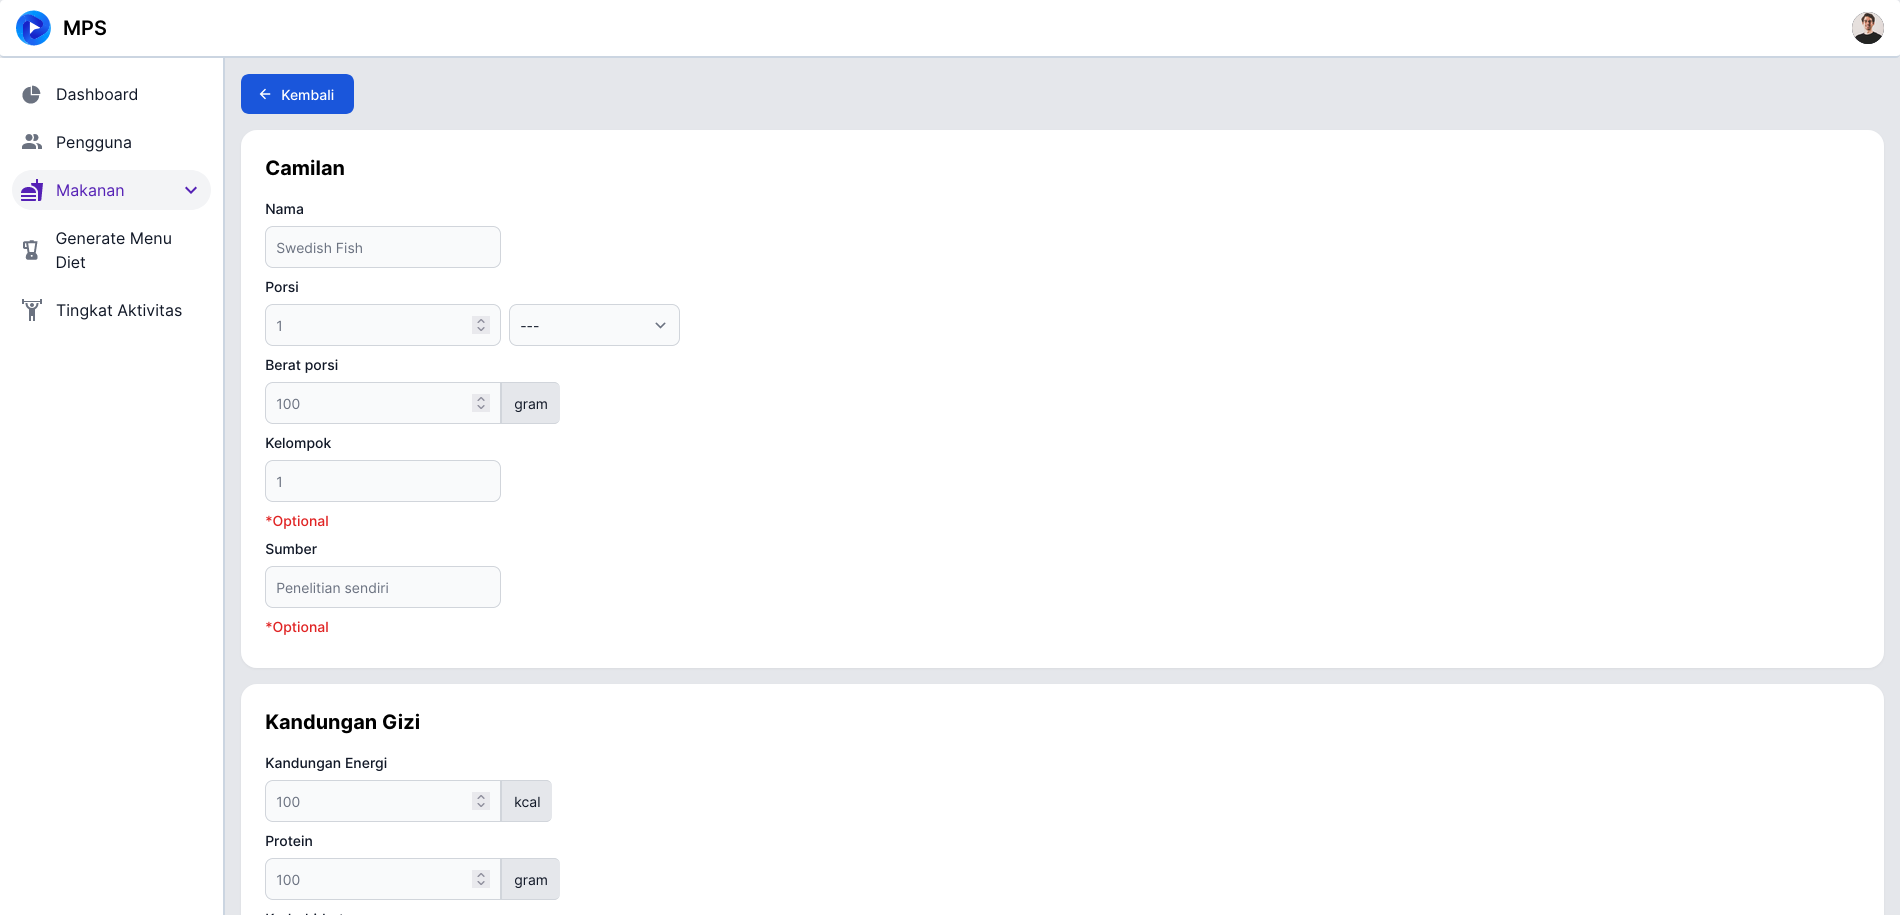 MPS
Dashboard
Pengguna
Makanan
Generate Menu
Diet
Tingkat Aktivitas
Kembali
Camilan
Nama
Swedish Fish
Porsi
1
---
Berat porsi
100
gram
Kelompok
1
*Optional
Sumber
Penelitian sendiri
*Optional
Kandungan Gizi
Kandungan Energi
100
kcal
Protein
100
gram